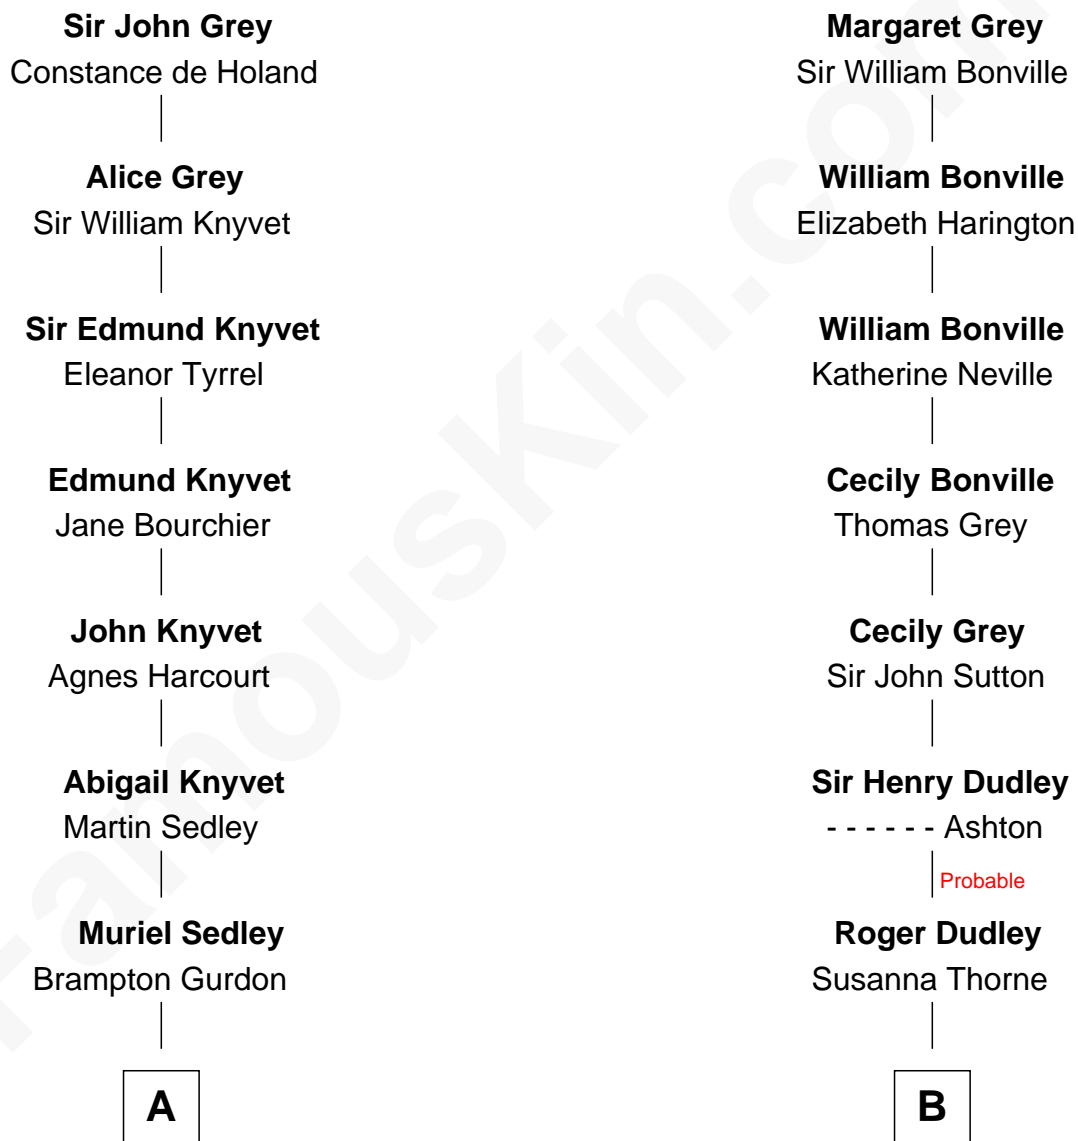 Sir John Grey
Constance de Holand
Alice Grey
Sir William Knyvet
Sir Edmund Knyvet
Eleanor Tyrrel
Edmund Knyvet
Jane Bourchier
John Knyvet
Agnes Harcourt
Abigail Knyvet
Martin Sedley
Muriel Sedley
Brampton Gurdon
A
Margaret Grey
Sir William Bonville
William Bonville
Elizabeth Harington
William Bonville
Katherine Neville
Cecily Bonville
Thomas Grey
Cecily Grey
Sir John Sutton
Sir Henry Dudley
- - - - - - Ashton
Probable
Roger Dudley
Susanna Thorne
B
FamousKin.com